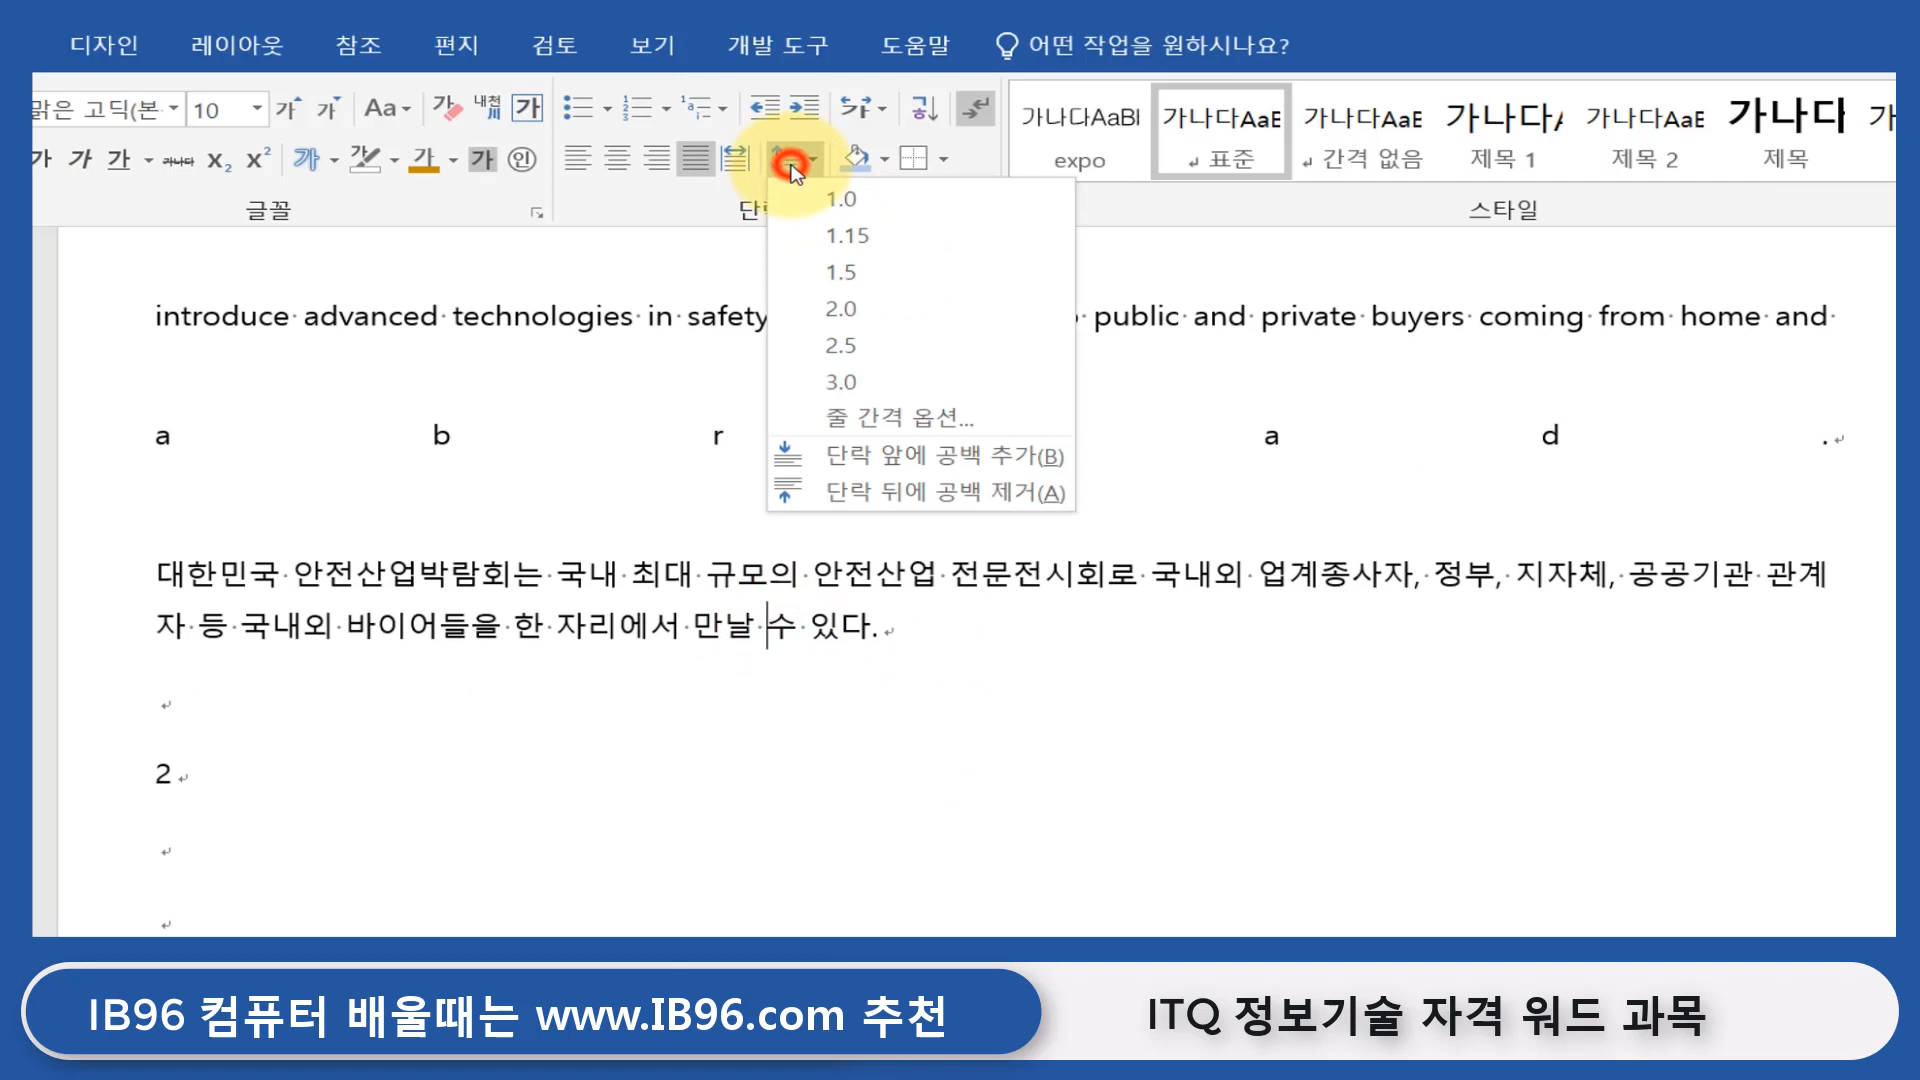 디자인 레이아웃 참조 편지 검토 보기 개발 도구 도움말 어떤 작업을 원하시나요?
맑은 고딕(본 10 가 가 Aa 가 내천 川 가 공
가 가 가 가나다 X₂ X² 가 가 가 인
가나다AaBl 가나다AaE 가나다AaE 가나다 가나다AaE 가나다 가
expo 표준 간격 없음 제목 1 제목 2 제목
글꼴 스타일
1.0
1.15
1.5
2.0
2.5
3.0
줄 간격 옵션...
단락 앞에 공백 추가(B)
단락 뒤에 공백 제거(A)
introduce advanced technologies in safety public and private buyers coming from home and
a b r a d .
대한민국 안전산업박람회는 국내 최대 규모의 안전산업 전문전시회로 국내외 업계종사자, 정부, 지자체, 공공기관 관계
자 등 국내외 바이어들을 한 자리에서 만날 수 있다.
2
IB96 컴퓨터 배울때는 www.IB96.com 추천
ITQ 정보기술 자격 워드 과목